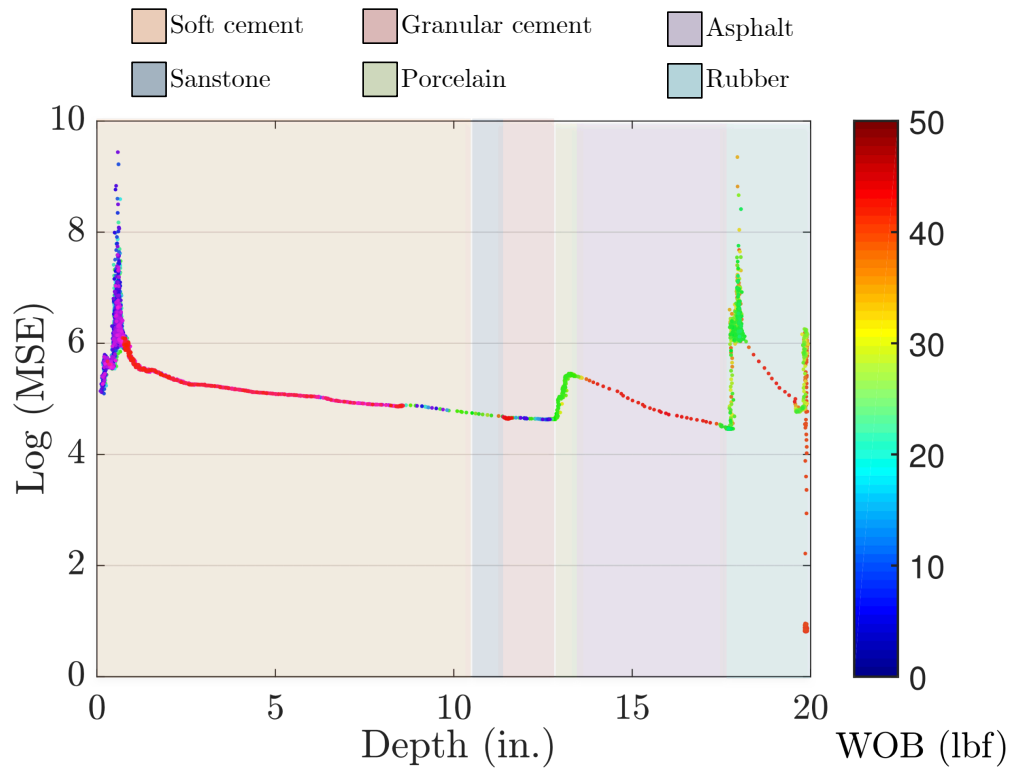 Soft cement Granular cement Asphalt
Sanstone Porcelain Rubber
10
8
6
4
2
0
Log (MSE)
0 5 10 15 20
Depth (in.)
50
40
30
20
10
0
WOB (lbf)